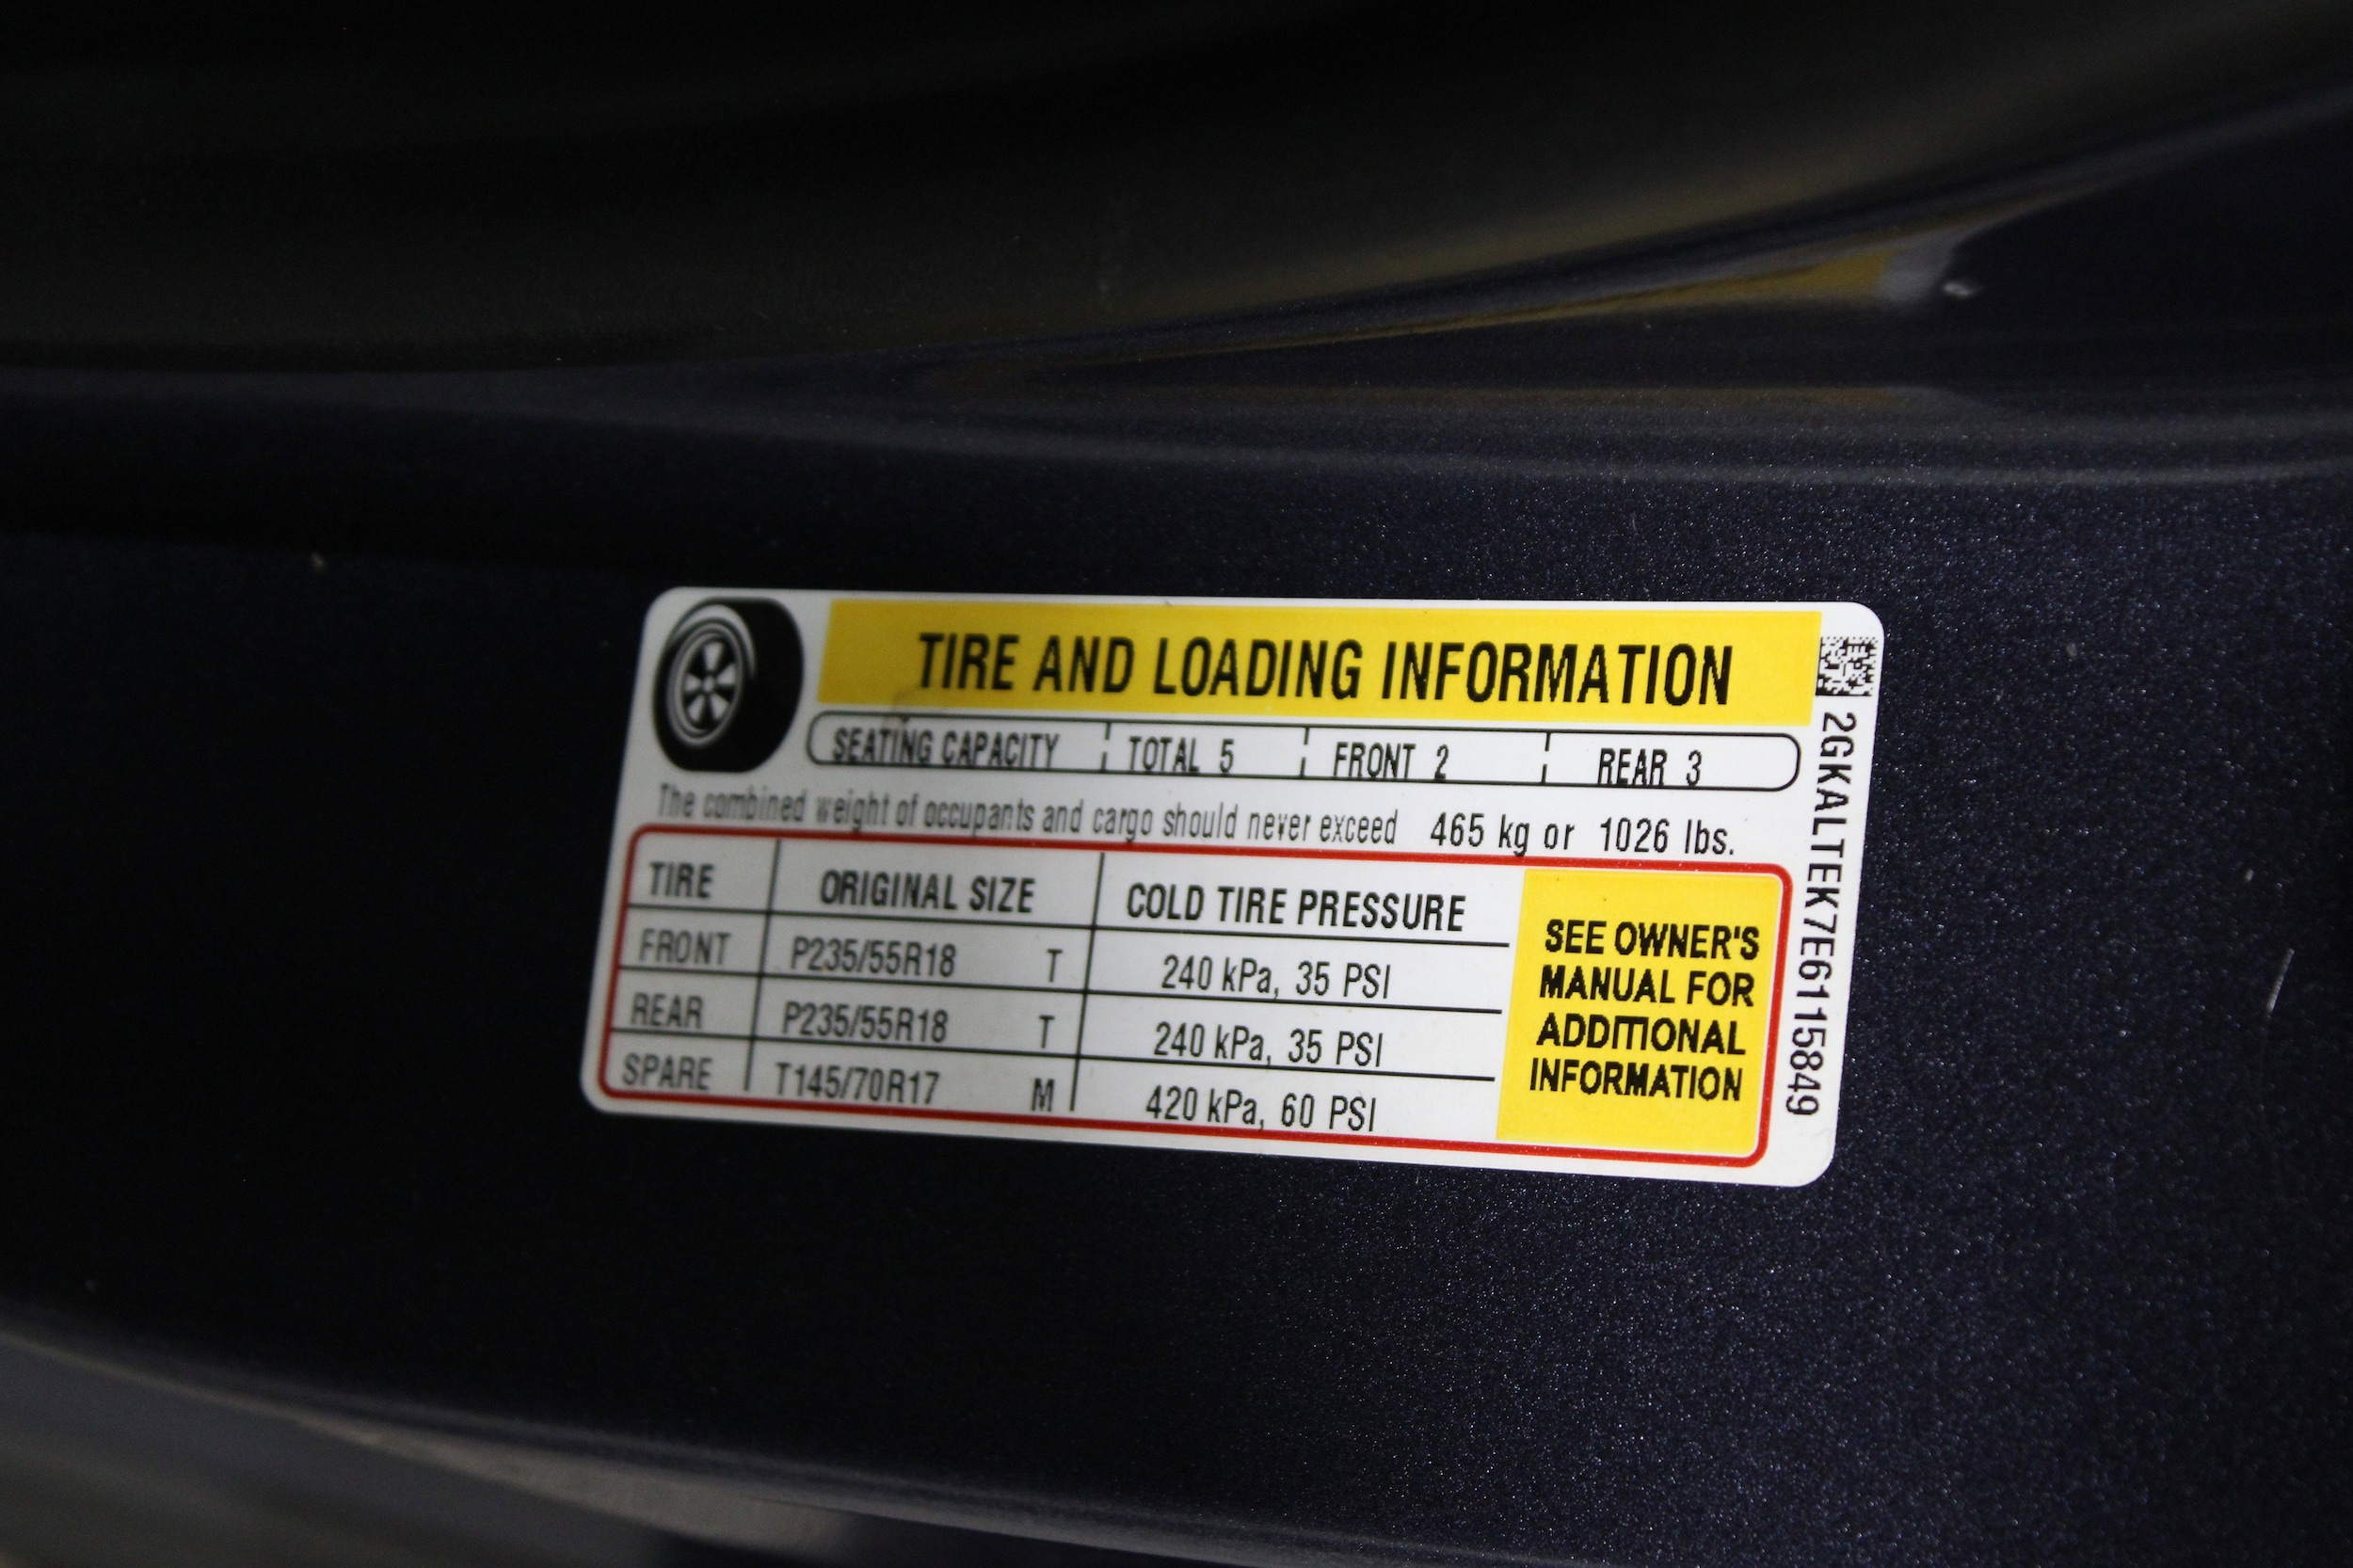 TIRE AND LOADING INFORMATION
SEATING CAPACITY TOTAL 5 FRONT 2 REAR 3
The combined weight of occupants and cargo should never exceed 465 kg or 1026 lbs.
TIRE ORIGINAL SIZE COLD TIRE PRESSURE
FRONT P235/55R18 T 240 kPa, 35 PSI
REAR P235/55R18 T 240 kPa, 35 PSI
SPARE T145/70R17 M 420 kPa, 60 PSI
SEE OWNER'S
MANUAL FOR
ADDITIONAL
INFORMATION
2GKALTEK7E6115849